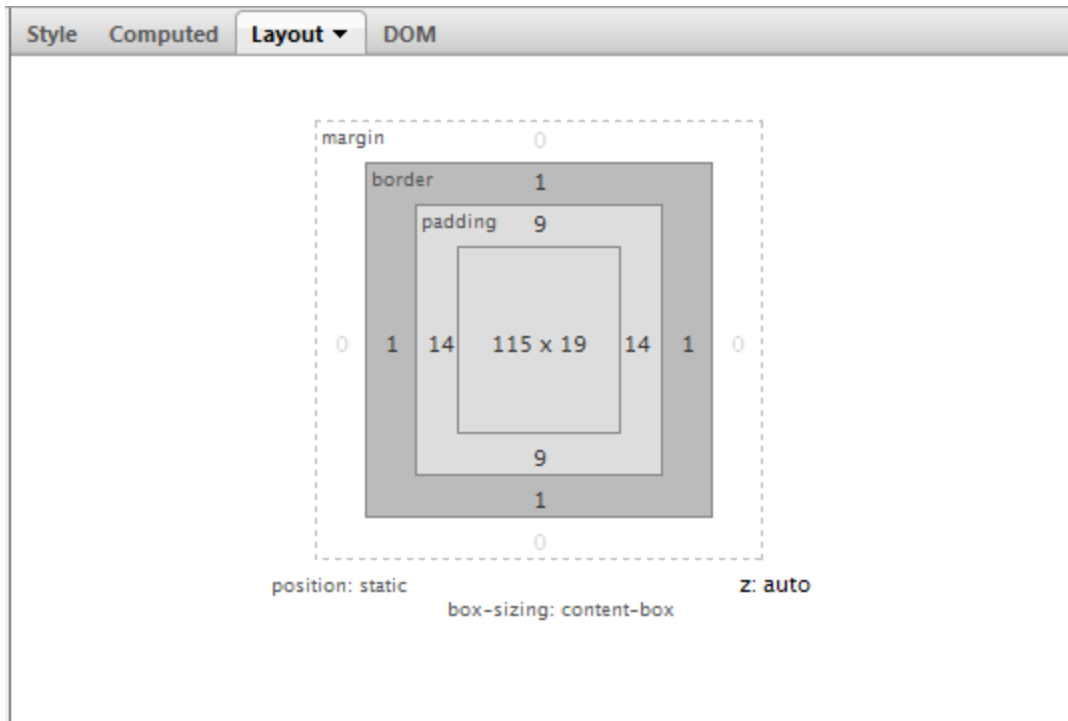 Style Computed Layout ▼ DOM
margin 0
border 1
padding 9
0 1 14 115 x 19 14 1 0
9
1
0
position: static z: auto
box-sizing: content-box